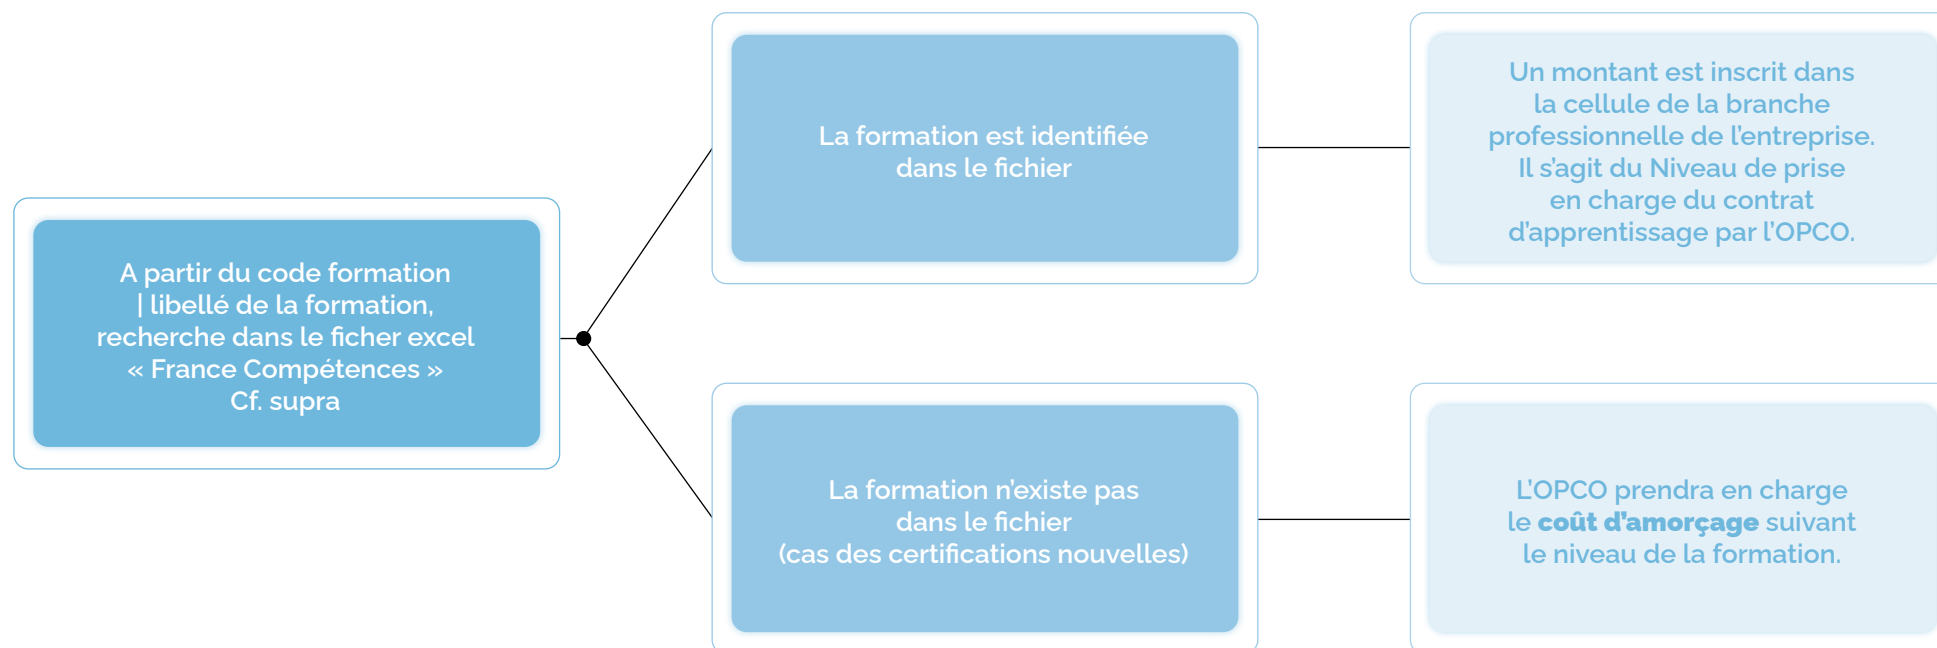 A partir du code formation
| libellé de la formation,
recherche dans le ficher excel
« France Compétences »
Cf. supra
La formation est identifiée
dans le fichier
Un montant est inscrit dans
la cellule de la branche
professionnelle de l’entreprise.
Il s’agit du Niveau de prise
en charge du contrat
d’apprentissage par l’OPCO.
La formation n’existe pas
dans le fichier
(cas des certifications nouvelles)
L’OPCO prendra en charge
le coût d’amorçage suivant
le niveau de la formation.